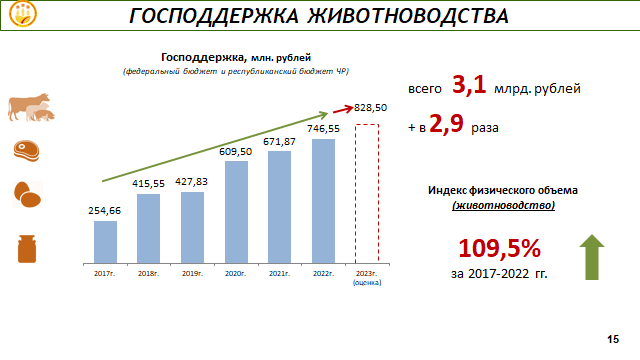 ГОСПОДДЕРЖКА ЖИВОТНОВОДСТВА
Господдержка, млн. рублей
(федеральный бюджет и республиканский бюджет ЧР)
254,66
415,55
427,83
609,50
671,87
746,55
828,50
2017г.
2018г.
2019г.
2020г.
2021г.
2022г.
2023г.
(оценка)
всего 3,1 млрд. рублей
+ в 2,9 раза
Индекс физического объема
(животноводство)
109,5%
за 2017-2022 гг.
15